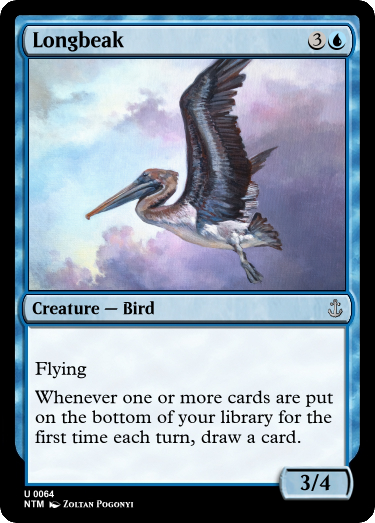 Longbeak 3
Creature — Bird
Flying
Whenever one or more cards are put
on the bottom of your library for the
first time each turn, draw a card.
3/4
U 0064
NTM Zoltan Pogonyi